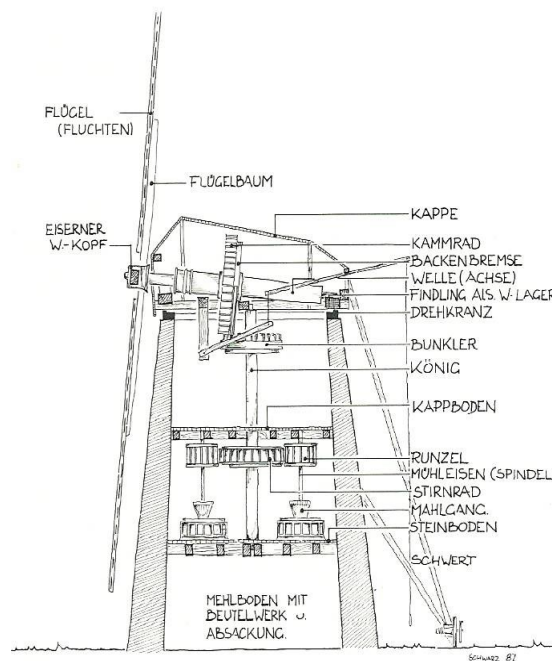 FLÜGEL
(FLUCHTEN)
FLÜGELBAUM
EISERNER
W.-KOPF
KAPPE
KAMMRAD
BACKENBREMSE
WELLE (ACHSE)
FINDLING ALS W. LAGER
DREHKRANZ
BUNKLER
KÖNIG
KAPPBODEN
RUNZEL
MÜHLEISEN (SPINDEL
STIRNRAD
MAHLGANG.
STEINBODEN
SCHWERT
MEHLBODEN MIT
BEUTELWERK U.
ABSACKUNG.
SCHWARZ 87